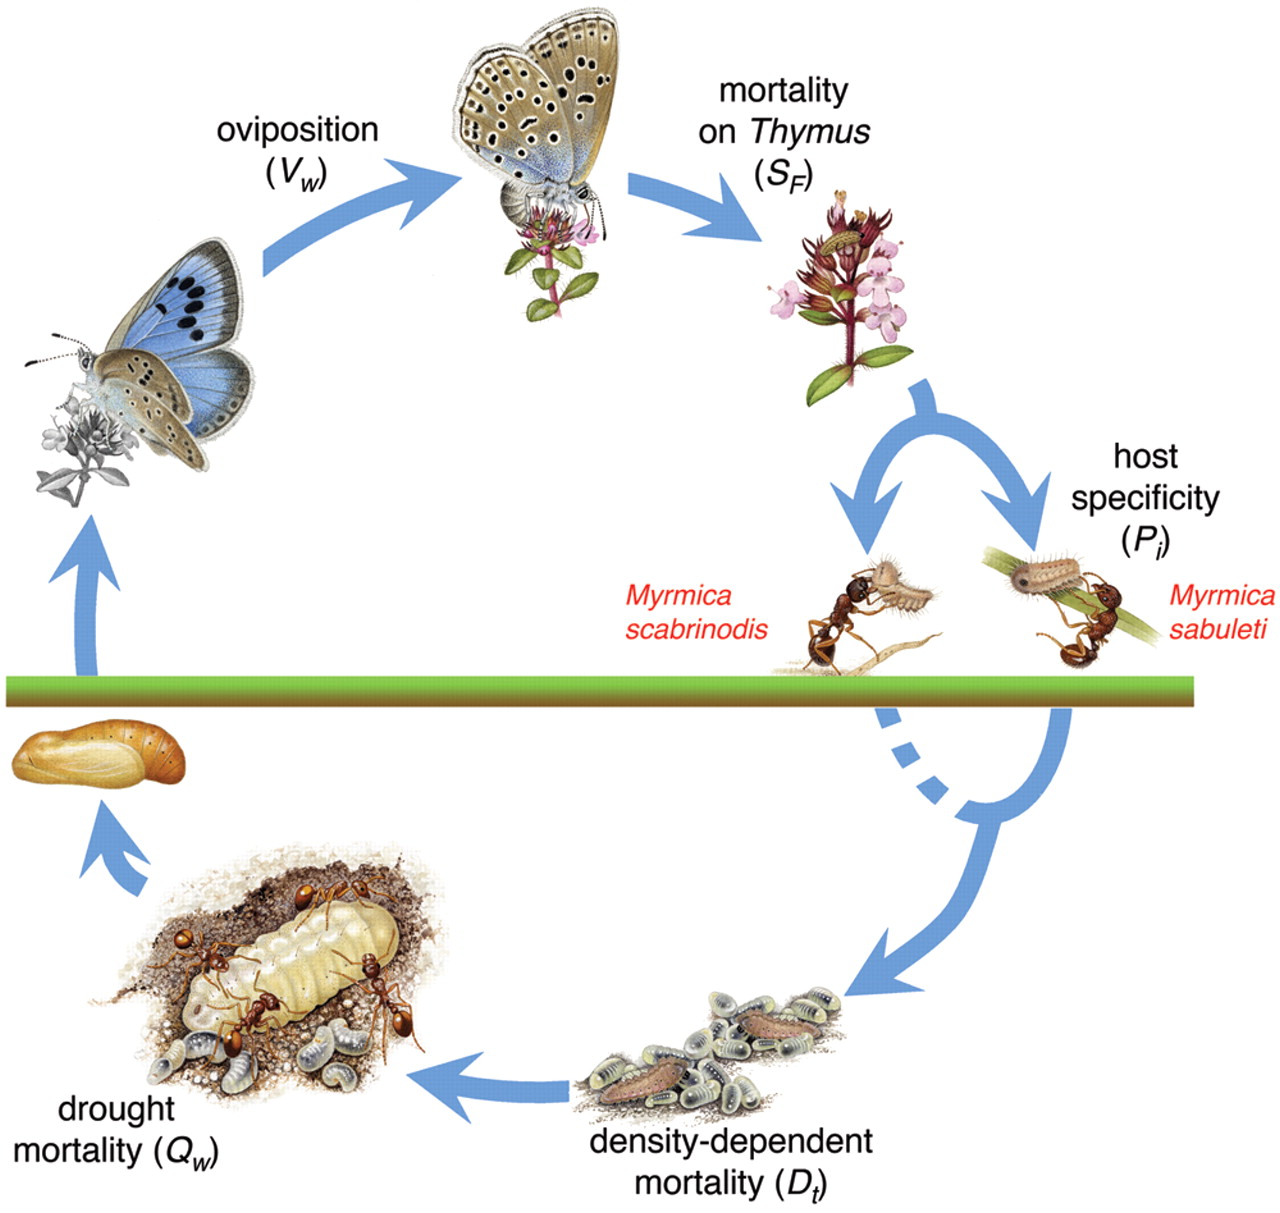 oviposition
(Vw)
mortality
on Thymus
(SF)
host
specificity
(Pi)
Myrmica
scabrinodis
Myrmica
sabuleti
drought
mortality (Qw)
density-dependent
mortality (Dt)